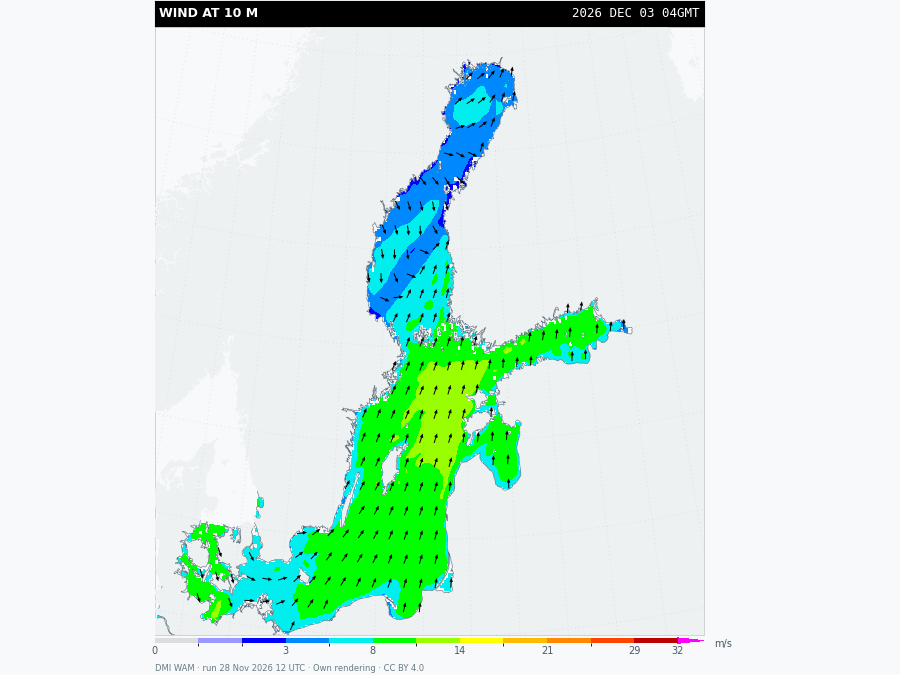 WIND AT 10 M 2026 DEC 03 04GMT
0 3 8 14 21 29 32 m/s
DMI WAM · run 28 Nov 2026 12 UTC · Own rendering · CC BY 4.0